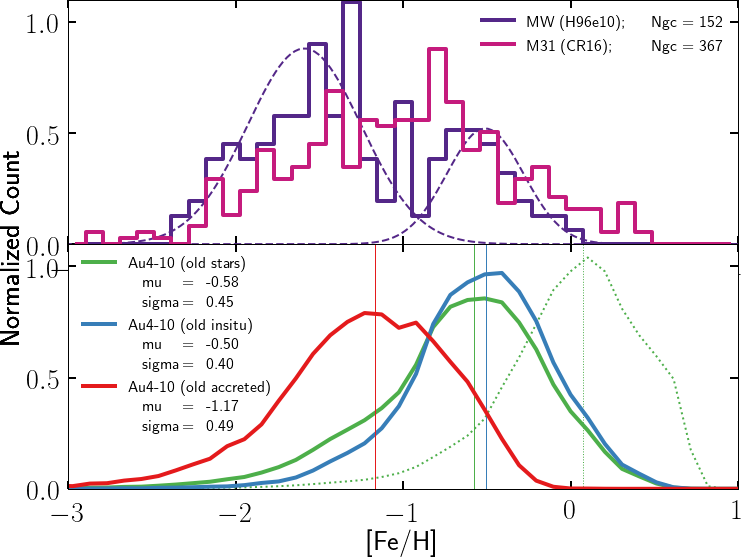 Normalized Count
1.0
0.5
0.0
MW (H96e10); Ngc = 152
M31 (CR16); Ngc = 367
1.0
0.5
0.0
Au4-10 (old stars)
mu = -0.58
sigma = 0.45
Au4-10 (old insitu)
mu = -0.50
sigma = 0.40
Au4-10 (old accreted)
mu = -1.17
sigma = 0.49
−3 −2 −1 0 1
[Fe/H]